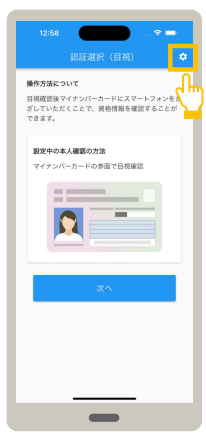 12:58
認証選択（目視）
操作方法について
目視確認後マイナンバーカードにスマートフォンをか
ざしていただくことで、資格情報を確認することが
できます。
設定中の本人確認の方法
マイナンバーカードの券面で目視確認
次へ